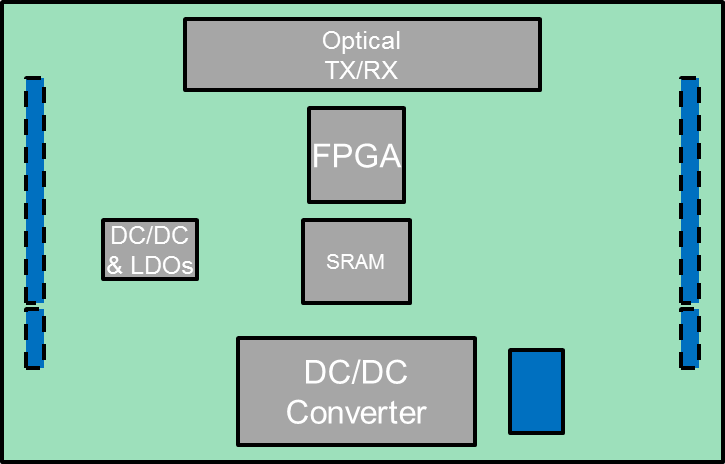 Optical
TX/RX
FPGA
DC/DC
& LDOs
SRAM
DC/DC
Converter